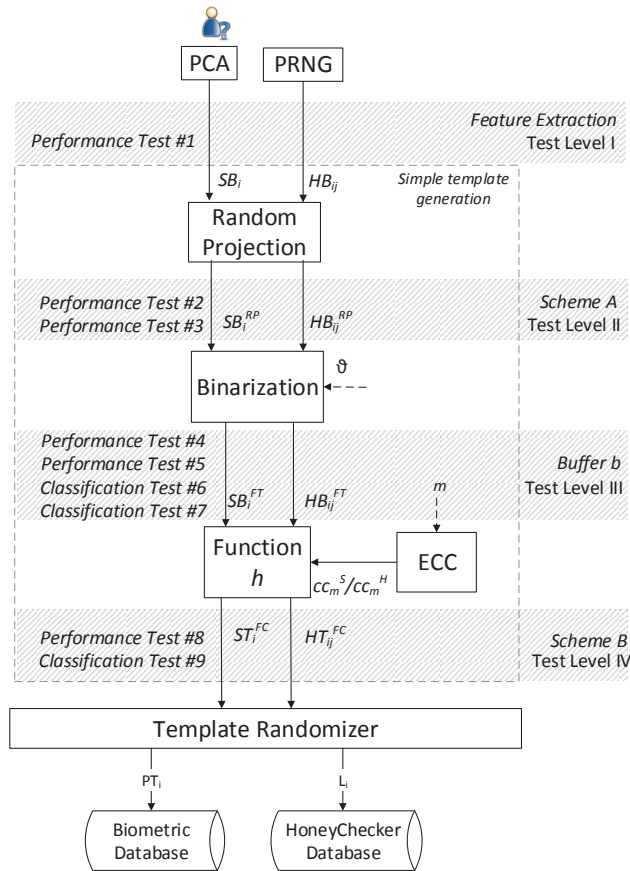 PCA
PRNG
Feature Extraction
Performance Test #1
Test Level I
SB_i
HB_ij
Simple template
generation
Random
Projection
Performance Test #2
Performance Test #3
SB_i^RP
HB_ij^RP
Scheme A
Test Level II
Binarization
ϑ
Performance Test #4
Performance Test #5
Classification Test #6
Classification Test #7
SB_i^FT
HB_ij^FT
Buffer b
Test Level III
m
Function
h
ECC
cc_m^S/cc_m^H
Performance Test #8
Classification Test #9
ST_i^FC
HT_ij^FC
Scheme B
Test Level IV
Template Randomizer
PT_i
L_i
Biometric
Database
HoneyChecker
Database